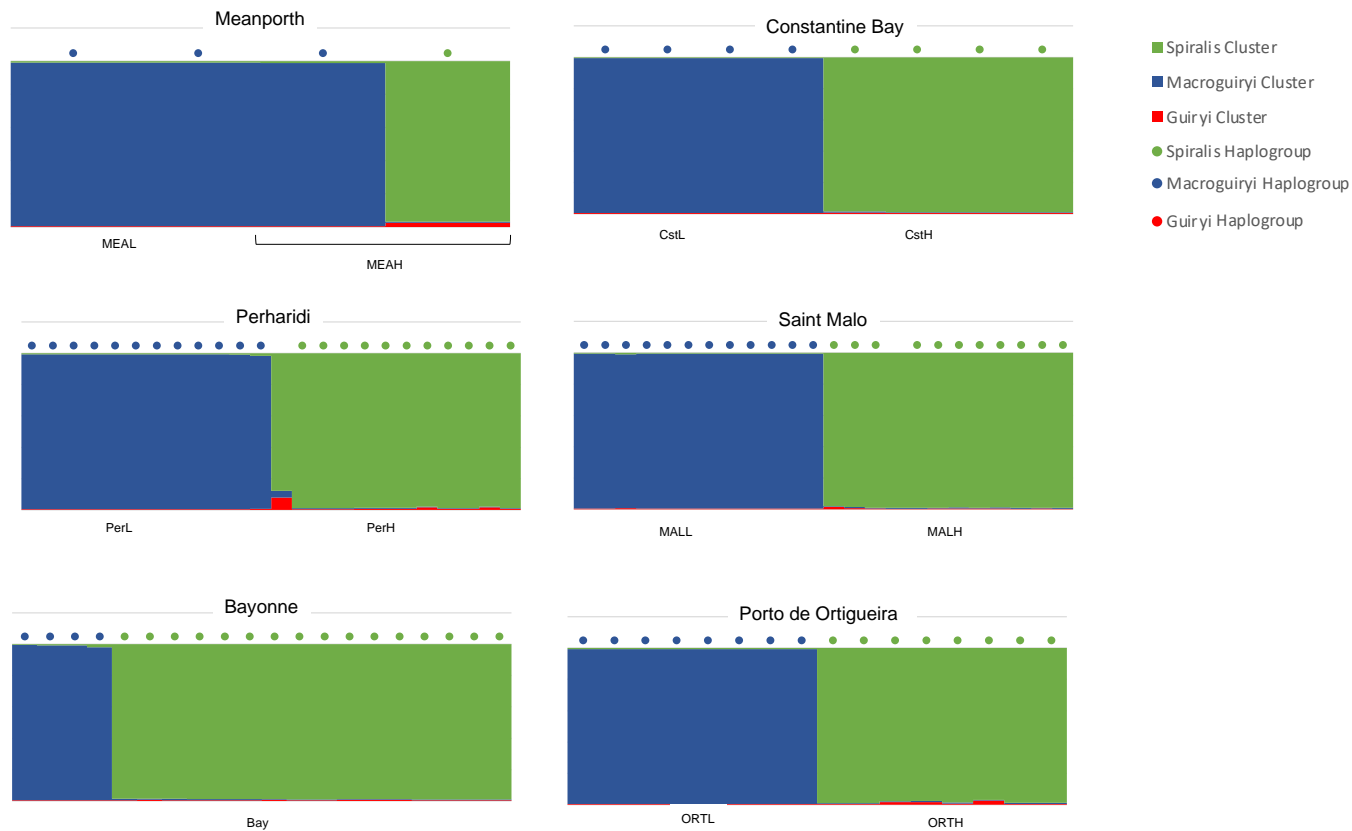 Meanporth
MEAL
MEAH
Constantine Bay
CstL
CstH
Spiralis Cluster
Macroguiryi Cluster
Guiryi Cluster
Spiralis Haplogroup
Macroguiryi Haplogroup
Guiryi Haplogroup
Perharidi
PerL
PerH
Saint Malo
MALL
MALH
Bayonne
Bay
Porto de Ortigueira
ORTL
ORTH